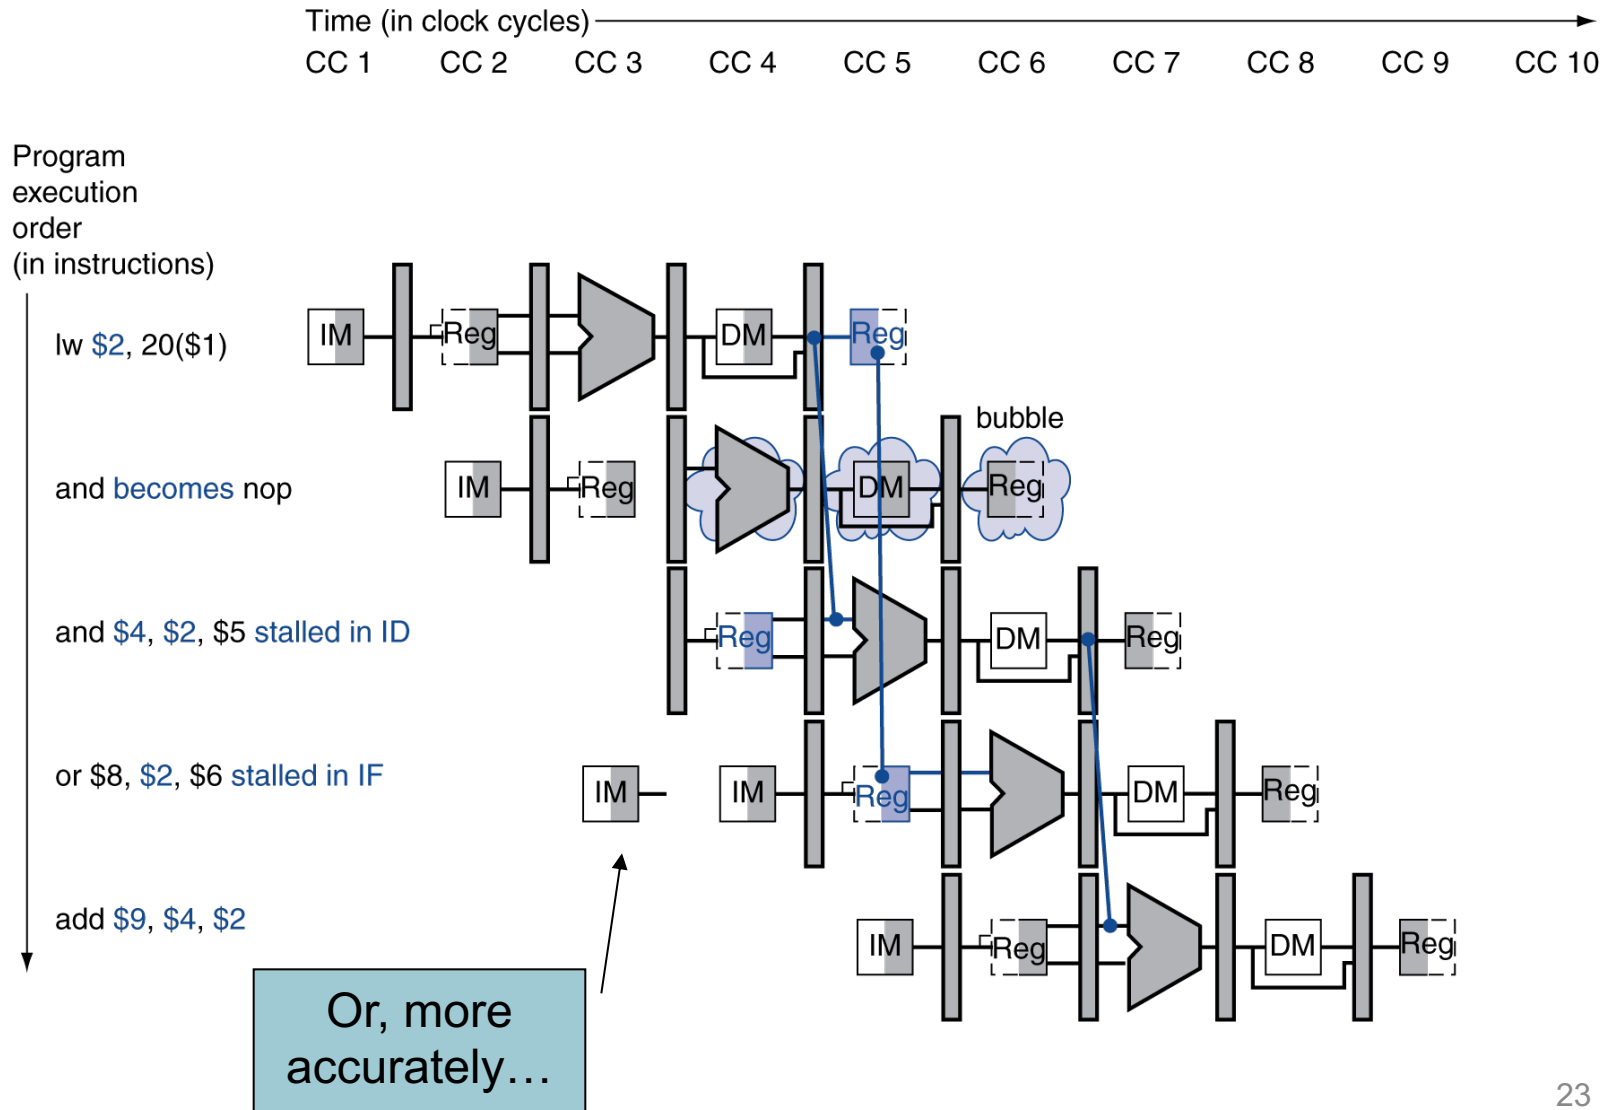 Time (in clock cycles)
CC 1 CC 2 CC 3 CC 4 CC 5 CC 6 CC 7 CC 8 CC 9 CC 10
Program
execution
order
(in instructions)
lw $2, 20($1)
IM Reg DM Reg
bubble
and becomes nop
IM Reg DM Reg
and $4, $2, $5 stalled in ID
Reg DM Reg
or $8, $2, $6 stalled in IF
IM IM Reg DM Reg
add $9, $4, $2
IM Reg DM Reg
Or, more
accurately…
23